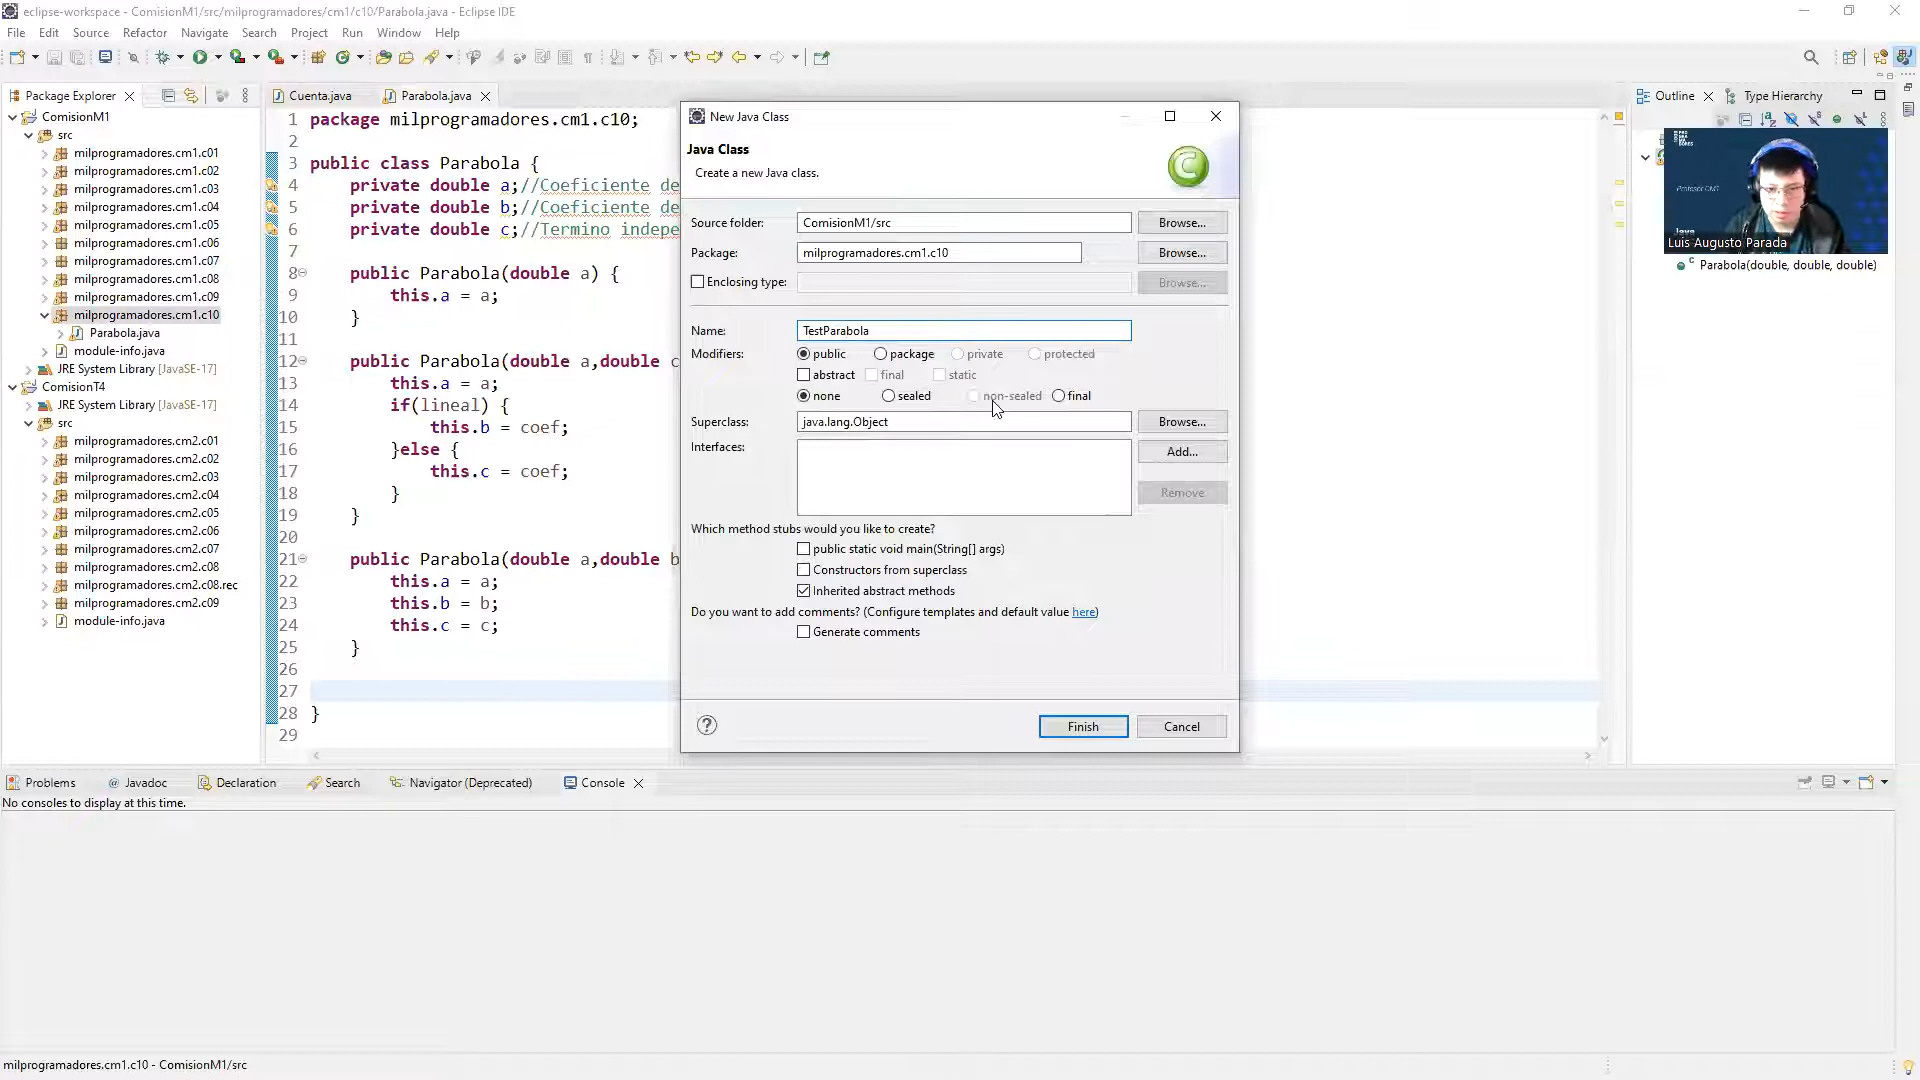 eclipse-workspace - ComisionM1/src/milprogramadores/cm1/c10/Parabola.java - Eclipse IDE
File Edit Source Refactor Navigate Search Project Run Window Help
Package Explorer
ComisionM1
src
milprogramadores.cm1.c01
milprogramadores.cm1.c02
milprogramadores.cm1.c03
milprogramadores.cm1.c04
milprogramadores.cm1.c05
milprogramadores.cm1.c06
milprogramadores.cm1.c07
milprogramadores.cm1.c08
milprogramadores.cm1.c09
milprogramadores.cm1.c10
Parabola.java
module-info.java
JRE System Library [JavaSE-17]
ComisionT4
JRE System Library [JavaSE-17]
src
milprogramadores.cm2.c01
milprogramadores.cm2.c02
milprogramadores.cm2.c03
milprogramadores.cm2.c04
milprogramadores.cm2.c05
milprogramadores.cm2.c06
milprogramadores.cm2.c07
milprogramadores.cm2.c08
milprogramadores.cm2.c08.rec
milprogramadores.cm2.c09
module-info.java
Cuenta.java Parabola.java
1 package milprogramadores.cm1.c10;
2
3 public class Parabola {
4 private double a;//Coeficiente de
5 private double b;//Coeficiente de
6 private double c;//Termino indepe
7
8 public Parabola(double a) {
9 this.a = a;
10 }
11
12 public Parabola(double a,double c
13 this.a = a;
14 if(lineal) {
15 this.b = coef;
16 }else {
17 this.c = coef;
18 }
19 }
20
21 public Parabola(double a,double b
22 this.a = a;
23 this.b = b;
24 this.c = c;
25 }
26
27
28 }
29
New Java Class
Java Class
Create a new Java class.
Source folder: ComisionM1/src Browse...
Package: milprogramadores.cm1.c10 Browse...
Enclosing type: Browse...
Name: TestParabola
Modifiers: public package private protected
abstract final static
none sealed non-sealed final
Superclass: java.lang.Object Browse...
Interfaces: Add...
Remove
Which method stubs would you like to create?
public static void main(String[] args)
Constructors from superclass
Inherited abstract methods
Do you want to add comments? (Configure templates and default value here)
Generate comments
Finish Cancel
Outline Type Hierarchy
Profesor CM1
Java
Luis Augusto Parada
Parabola(double, double, double)
Problems Javadoc Declaration Search Navigator (Deprecated) Console
No consoles to display at this time.
milprogramadores.cm1.c10 - ComisionM1/src